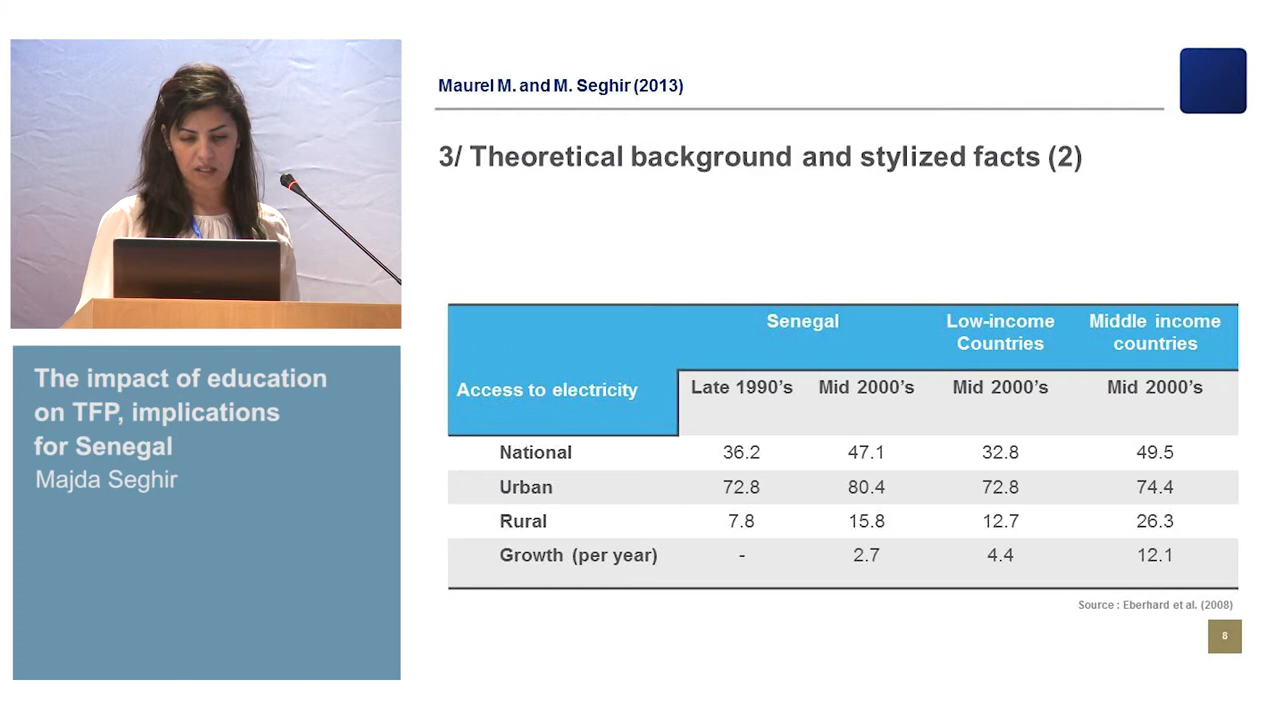 Maurel M. and M. Seghir (2013)
3/ Theoretical background and stylized facts (2)
The impact of education
on TFP, implications
for Senegal
Majda Seghir
Senegal Low-income Countries Middle income countries
Access to electricity Late 1990's Mid 2000's Mid 2000's Mid 2000's
National 36.2 47.1 32.8 49.5
Urban 72.8 80.4 72.8 74.4
Rural 7.8 15.8 12.7 26.3
Growth (per year) - 2.7 4.4 12.1
Source : Eberhard et al. (2008)
8